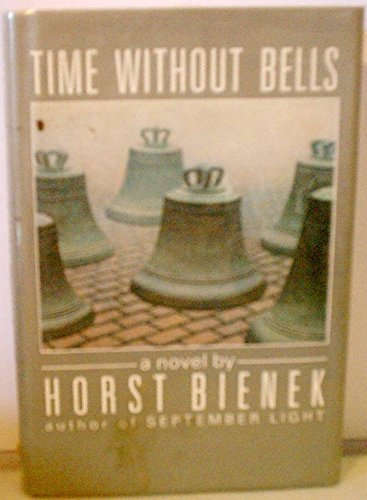 TIME WITHOUT BELLS
a novel by
HORST BIENEK
author of SEPTEMBER LIGHT